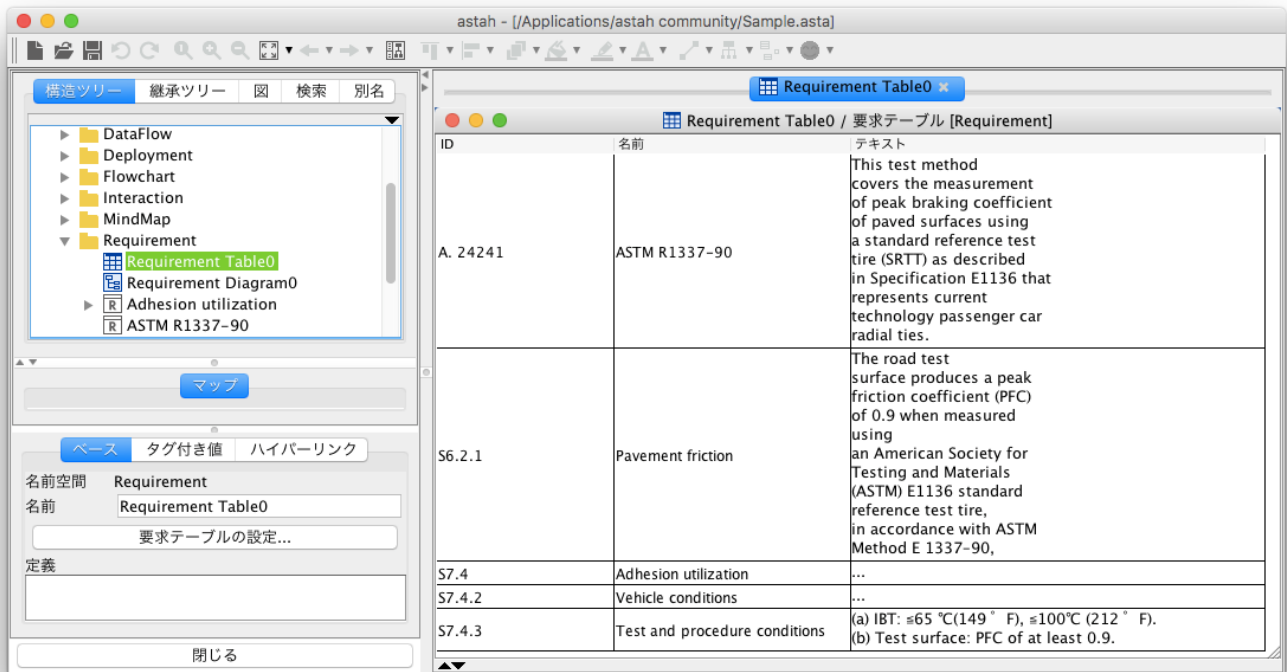 astah - [/Applications/astah community/Sample.asta]
構造ツリー 継承ツリー 図 検索 別名
DataFlow
Deployment
Flowchart
Interaction
MindMap
Requirement
Requirement Table0
Requirement Diagram0
R Adhesion utilization
R ASTM R1337-90
マップ
ベース タグ付き値 ハイパーリンク
名前空間 Requirement
名前 Requirement Table0
要求テーブルの設定...
定義
閉じる
Requirement Table0 ×
Requirement Table0 / 要求テーブル [Requirement]
ID 名前 テキスト
A. 24241 ASTM R1337-90
This test method
covers the measurement
of peak braking coefficient
of paved surfaces using
a standard reference test
tire (SRTT) as described
in Specification E1136 that
represents current
technology passenger car
radial ties.
S6.2.1 Pavement friction
The road test
surface produces a peak
friction coefficient (PFC)
of 0.9 when measured
using
an American Society for
Testing and Materials
(ASTM) E1136 standard
reference test tire,
in accordance with ASTM
Method E 1337-90,
S7.4 Adhesion utilization ...
S7.4.2 Vehicle conditions ...
S7.4.3 Test and procedure conditions
(a) IBT: ≤65 ℃(149 ° F), ≤100℃ (212 ° F).
(b) Test surface: PFC of at least 0.9.